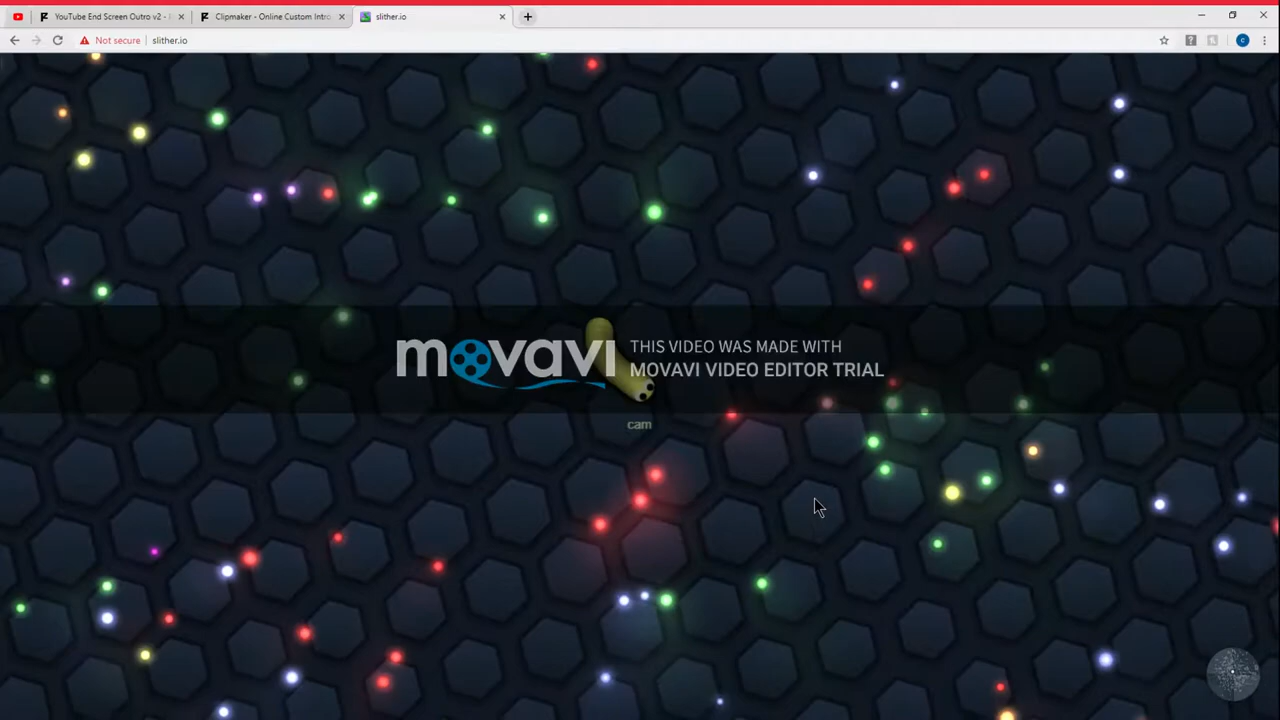 YouTube End Screen Outro v2 -
Clipmaker - Online Custom Intro
slither.io
Not secure
slither.io
c
movavi
THIS VIDEO WAS MADE WITH
MOVAVI VIDEO EDITOR TRIAL
cam